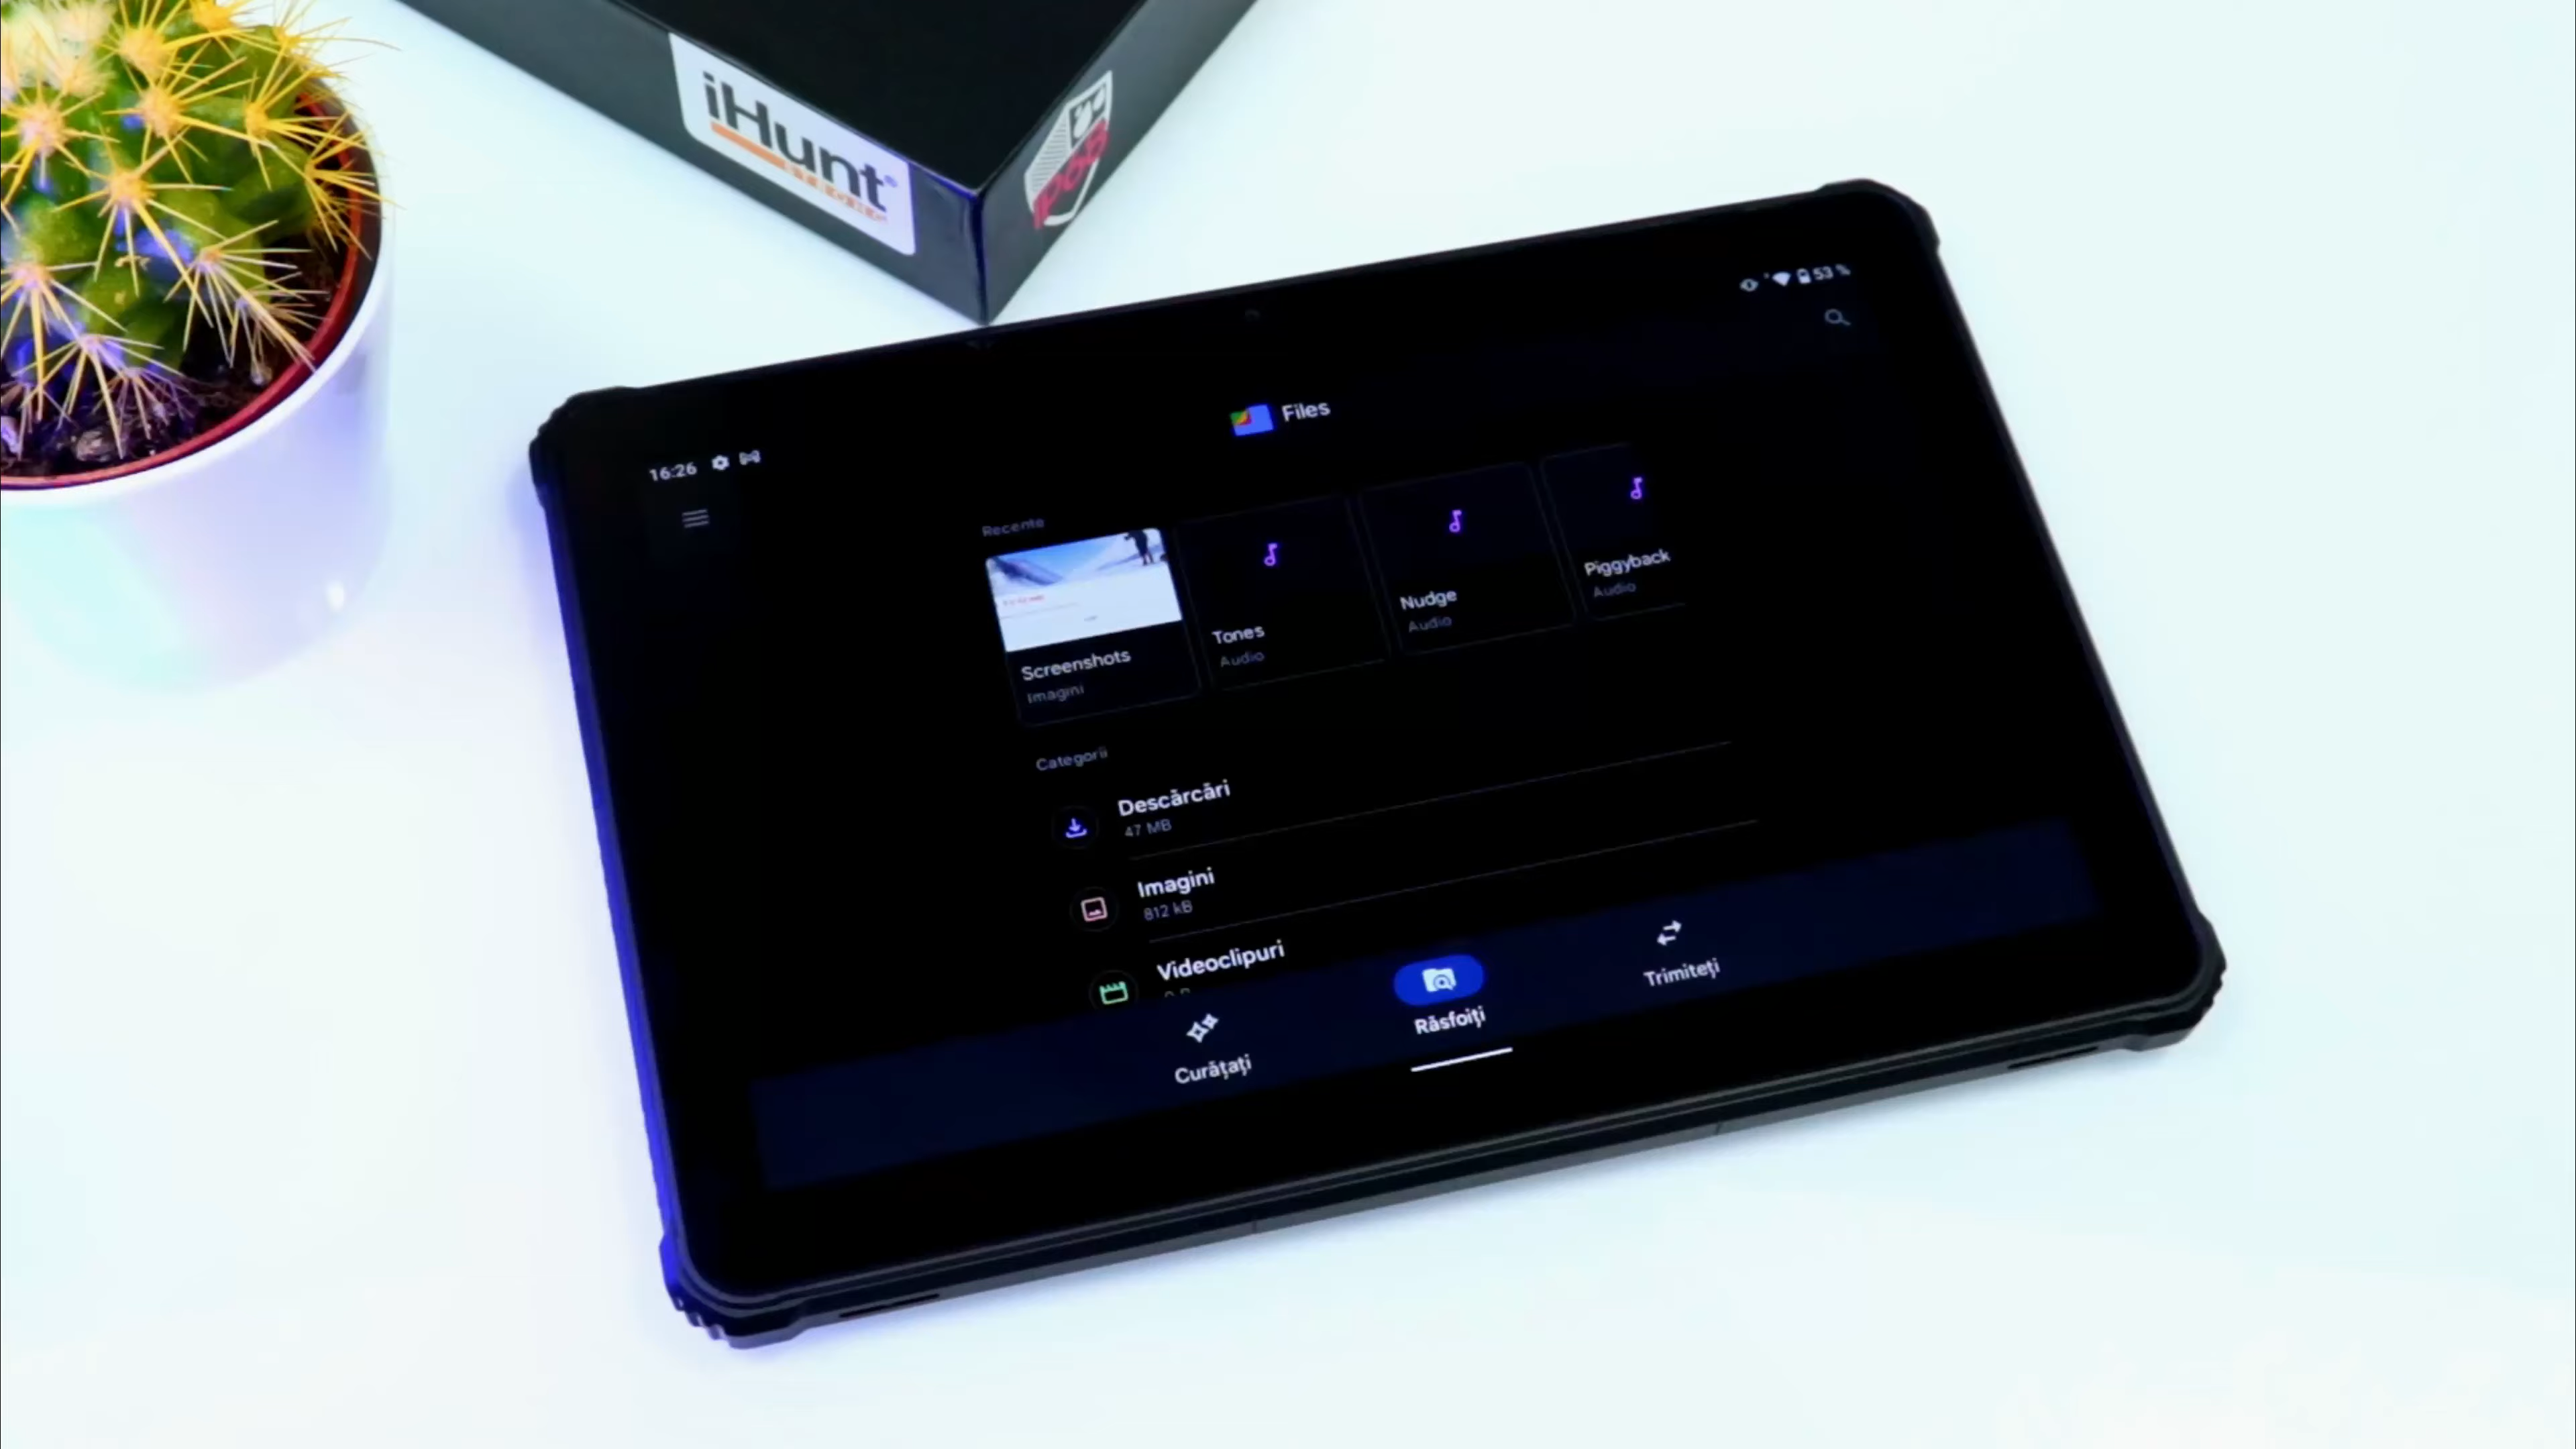 iHunt
IP68
53 %
16:26
Files
Recente
Screenshots
Imagini
Tones
Audio
Nudge
Audio
Piggyback
Audio
Categorii
Descărcări
47 MB
Imagini
812 kB
Videoclipuri
Curățați
Răsfoiți
Trimiteți